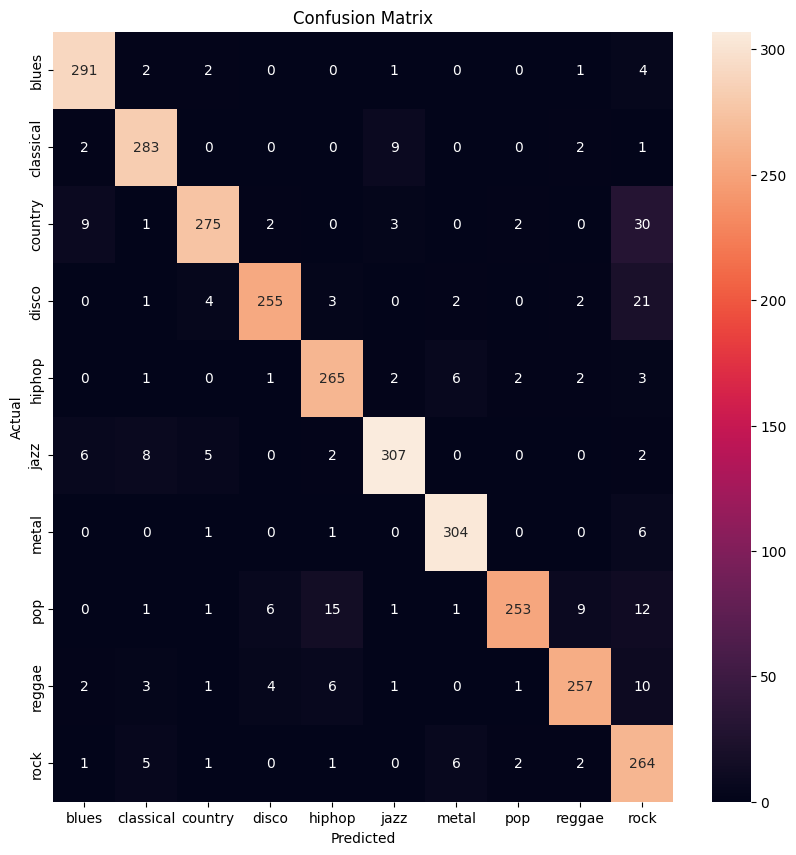 Confusion Matrix
blues 291 2 2 0 0 1 0 0 1 4
classical 2 283 0 0 0 9 0 0 2 1
country 9 1 275 2 0 3 0 2 0 30
disco 0 1 4 255 3 0 2 0 2 21
hiphop 0 1 0 1 265 2 6 2 2 3
jazz 6 8 5 0 2 307 0 0 0 2
metal 0 0 1 0 1 0 304 0 0 6
pop 0 1 1 6 15 1 1 253 9 12
reggae 2 3 1 4 6 1 0 1 257 10
rock 1 5 1 0 1 0 6 2 2 264
Actual
blues classical country disco hiphop jazz metal pop reggae rock
Predicted
300
250
200
150
100
50
0